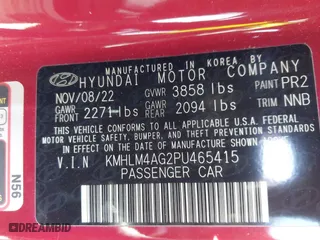 MANUFACTURED IN KOREA BY
HYUNDAI MOTOR COMPANY
NOV/08/22 GVWR 3858 lbs PAINT PR2
GAWR FRONT 2271 lbs GAWR REAR 2094 lbs TRIM NNB
THIS VEHICLE CONFORMS TO ALL APPLICABLE U.S.A FEDERAL
MOTOR VEHICLE SAFETY, BUMPER, AND THEFT PREVENTION
STANDARDS IN EFFECT ON THE DATE OF MANUFACTURE SHOWN ABOVE.
V.I.N KMHLM4AG2PU465415
PASSENGER CAR
N56
DREAMBID.COM